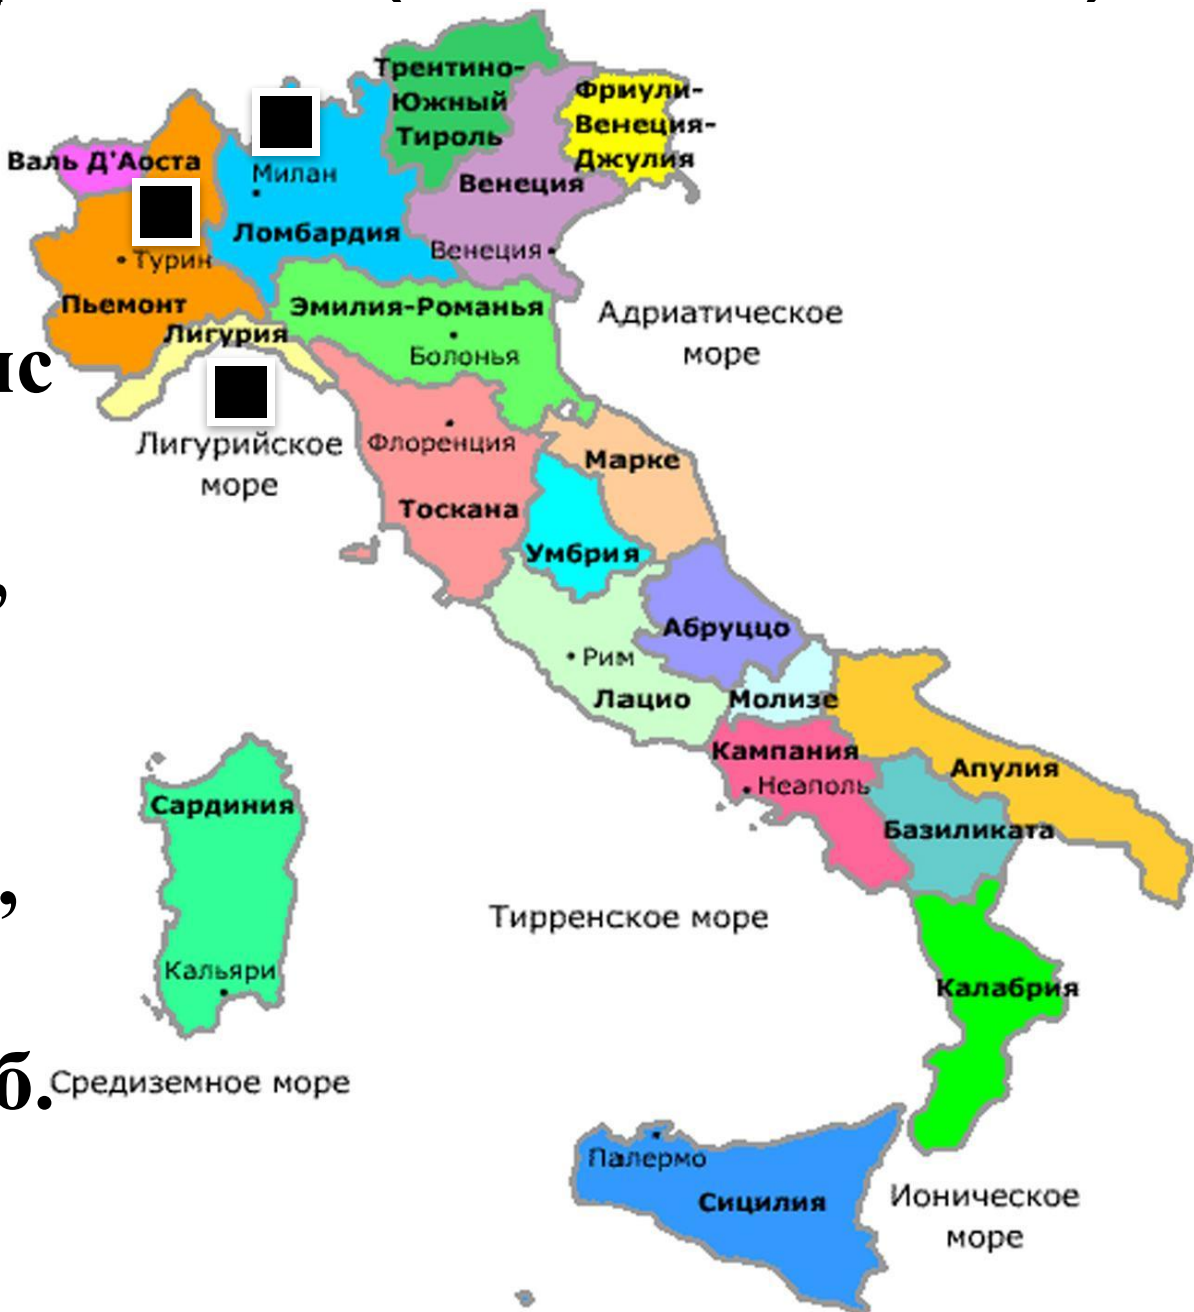 Трентино-
Южный
Тироль
Фриули-
Венеция-
Джулия
Валь Д'Аоста
Милан
Венеция
Ломбардия
Венеция
Турин
Пьемонт
Эмилия-Романья
Адриатическое
море
Лигурия
Болонья
ис
Лигурийское
море
Флоренция
Марке
Тоскана
Умбрия
,
Абруццо
Рим
Лацио
Молизе
Кампания
Неаполь
Апулия
Сардиния
Базиликата
,
Тирренское море
Кальяри
Калабрия
б.
Средиземное море
Палермо
Сицилия
Ионическое
море